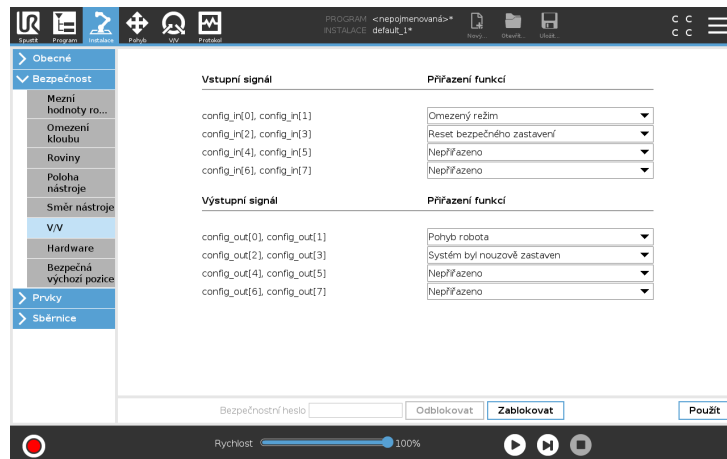 PROGRAM <nepojmenovaná>*
INSTALACE default_1*
Spustit Program Instalace Pohyb V/V Protokol Nový... Otevřít... Uložit...
C C
C C
Obecné
Bezpečnost
Mezní
hodnoty ro...
Omezení
kloubu
Roviny
Poloha
nástroje
Směr nástroje
V/V
Hardware
Bezpečná
výchozí pozice
Prvky
Sběrnice
Vstupní signál Přiřazení funkcí
config_in[0], config_in[1] Omezený režim
config_in[2], config_in[3] Reset bezpečného zastavení
config_in[4], config_in[5] Nepřiřazeno
config_in[6], config_in[7] Nepřiřazeno
Výstupní signál Přiřazení funkcí
config_out[0], config_out[1] Pohyb robota
config_out[2], config_out[3] Systém byl nouzově zastaven
config_out[4], config_out[5] Nepřiřazeno
config_out[6], config_out[7] Nepřiřazeno
Bezpečnostní heslo Odblokovat Zablokovat Použít
Rychlost 100%